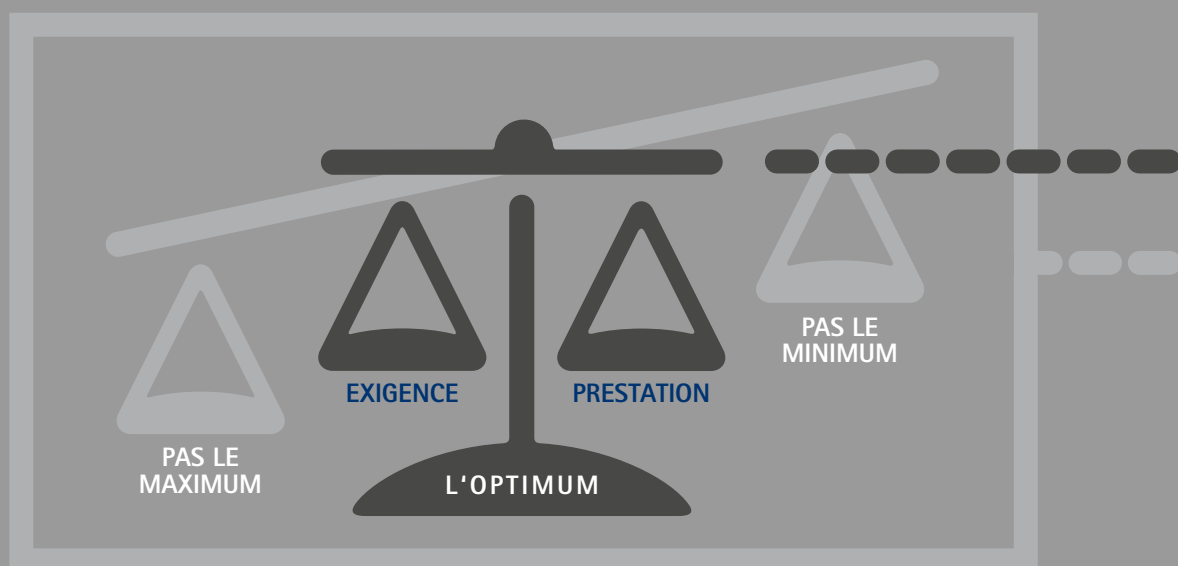 PAS LE
MINIMUM
EXIGENCE
PRESTATION
PAS LE
MAXIMUM
L‘OPTIMUM